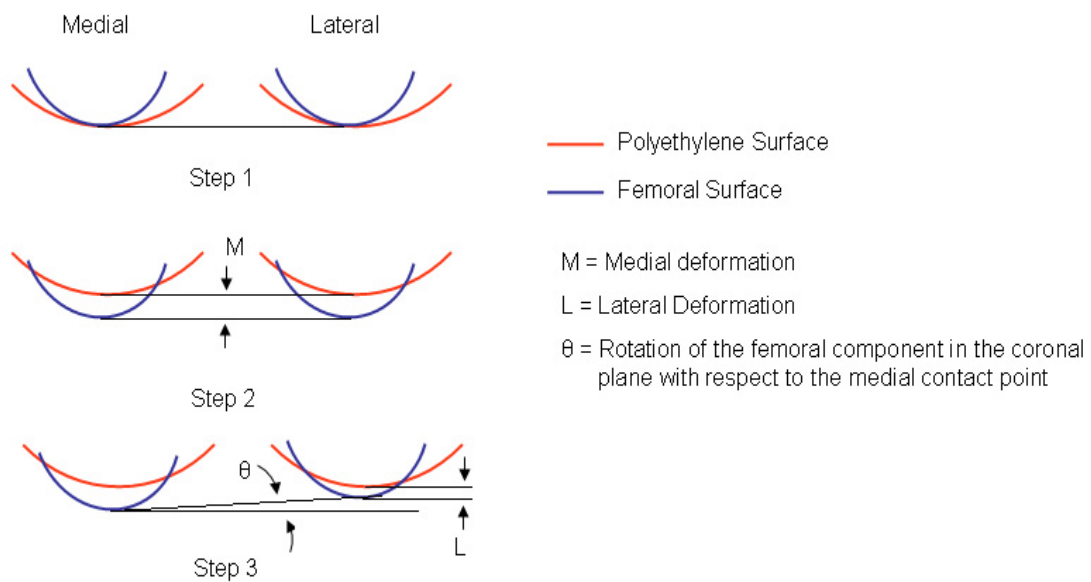 Medial
Lateral
Step 1
Polyethylene Surface
Femoral Surface
M
Step 2
M = Medial deformation
L = Lateral Deformation
θ = Rotation of the femoral component in the coronal
plane with respect to the medial contact point
θ
L
Step 3